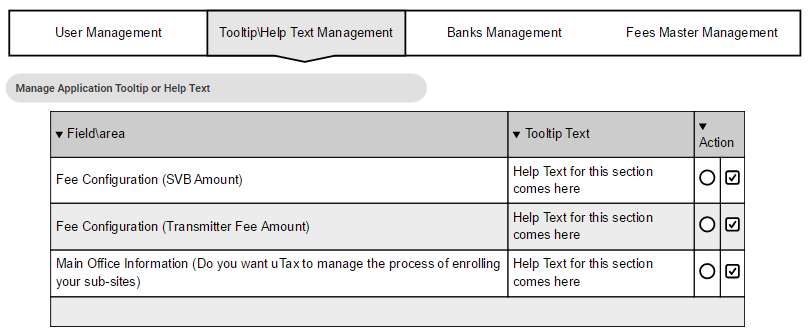 User Management
Tooltip\Help Text Management
Banks Management
Fees Master Management
Manage Application Tooltip or Help Text
Field\area
Tooltip Text
Action
Fee Configuration (SVB Amount)
Help Text for this section
comes here
Fee Configuration (Transmitter Fee Amount)
Help Text for this section
comes here
Main Office Information (Do you want uTax to manage the process of enrolling
your sub-sites)
Help Text for this section
comes here